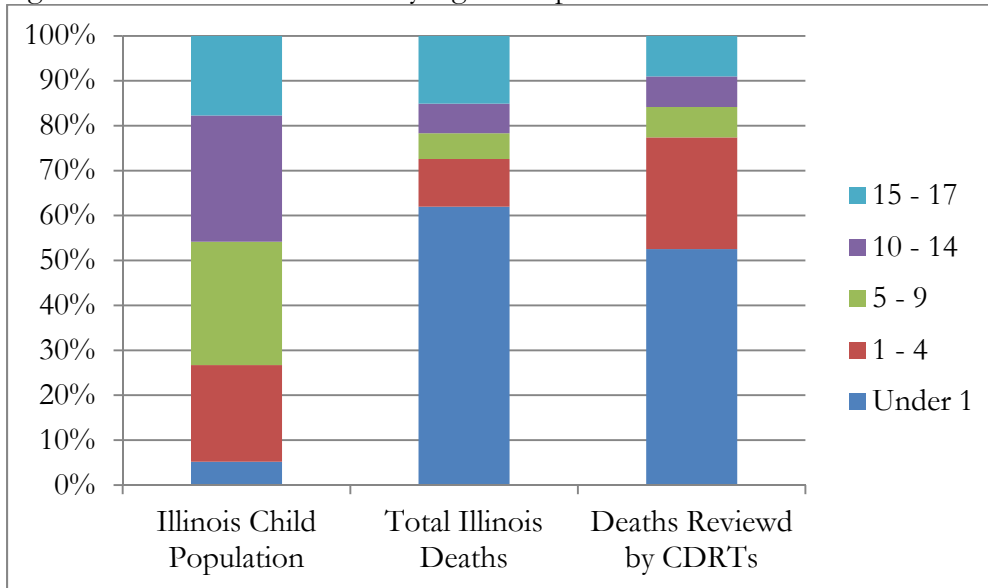 100%
90%
80%
70%
60%
50%
40%
30%
20%
10%
0%
Illinois Child
Population
Total Illinois
Deaths
Deaths Reviewd
by CDRTs
15 - 17
10 - 14
5 - 9
1 - 4
Under 1